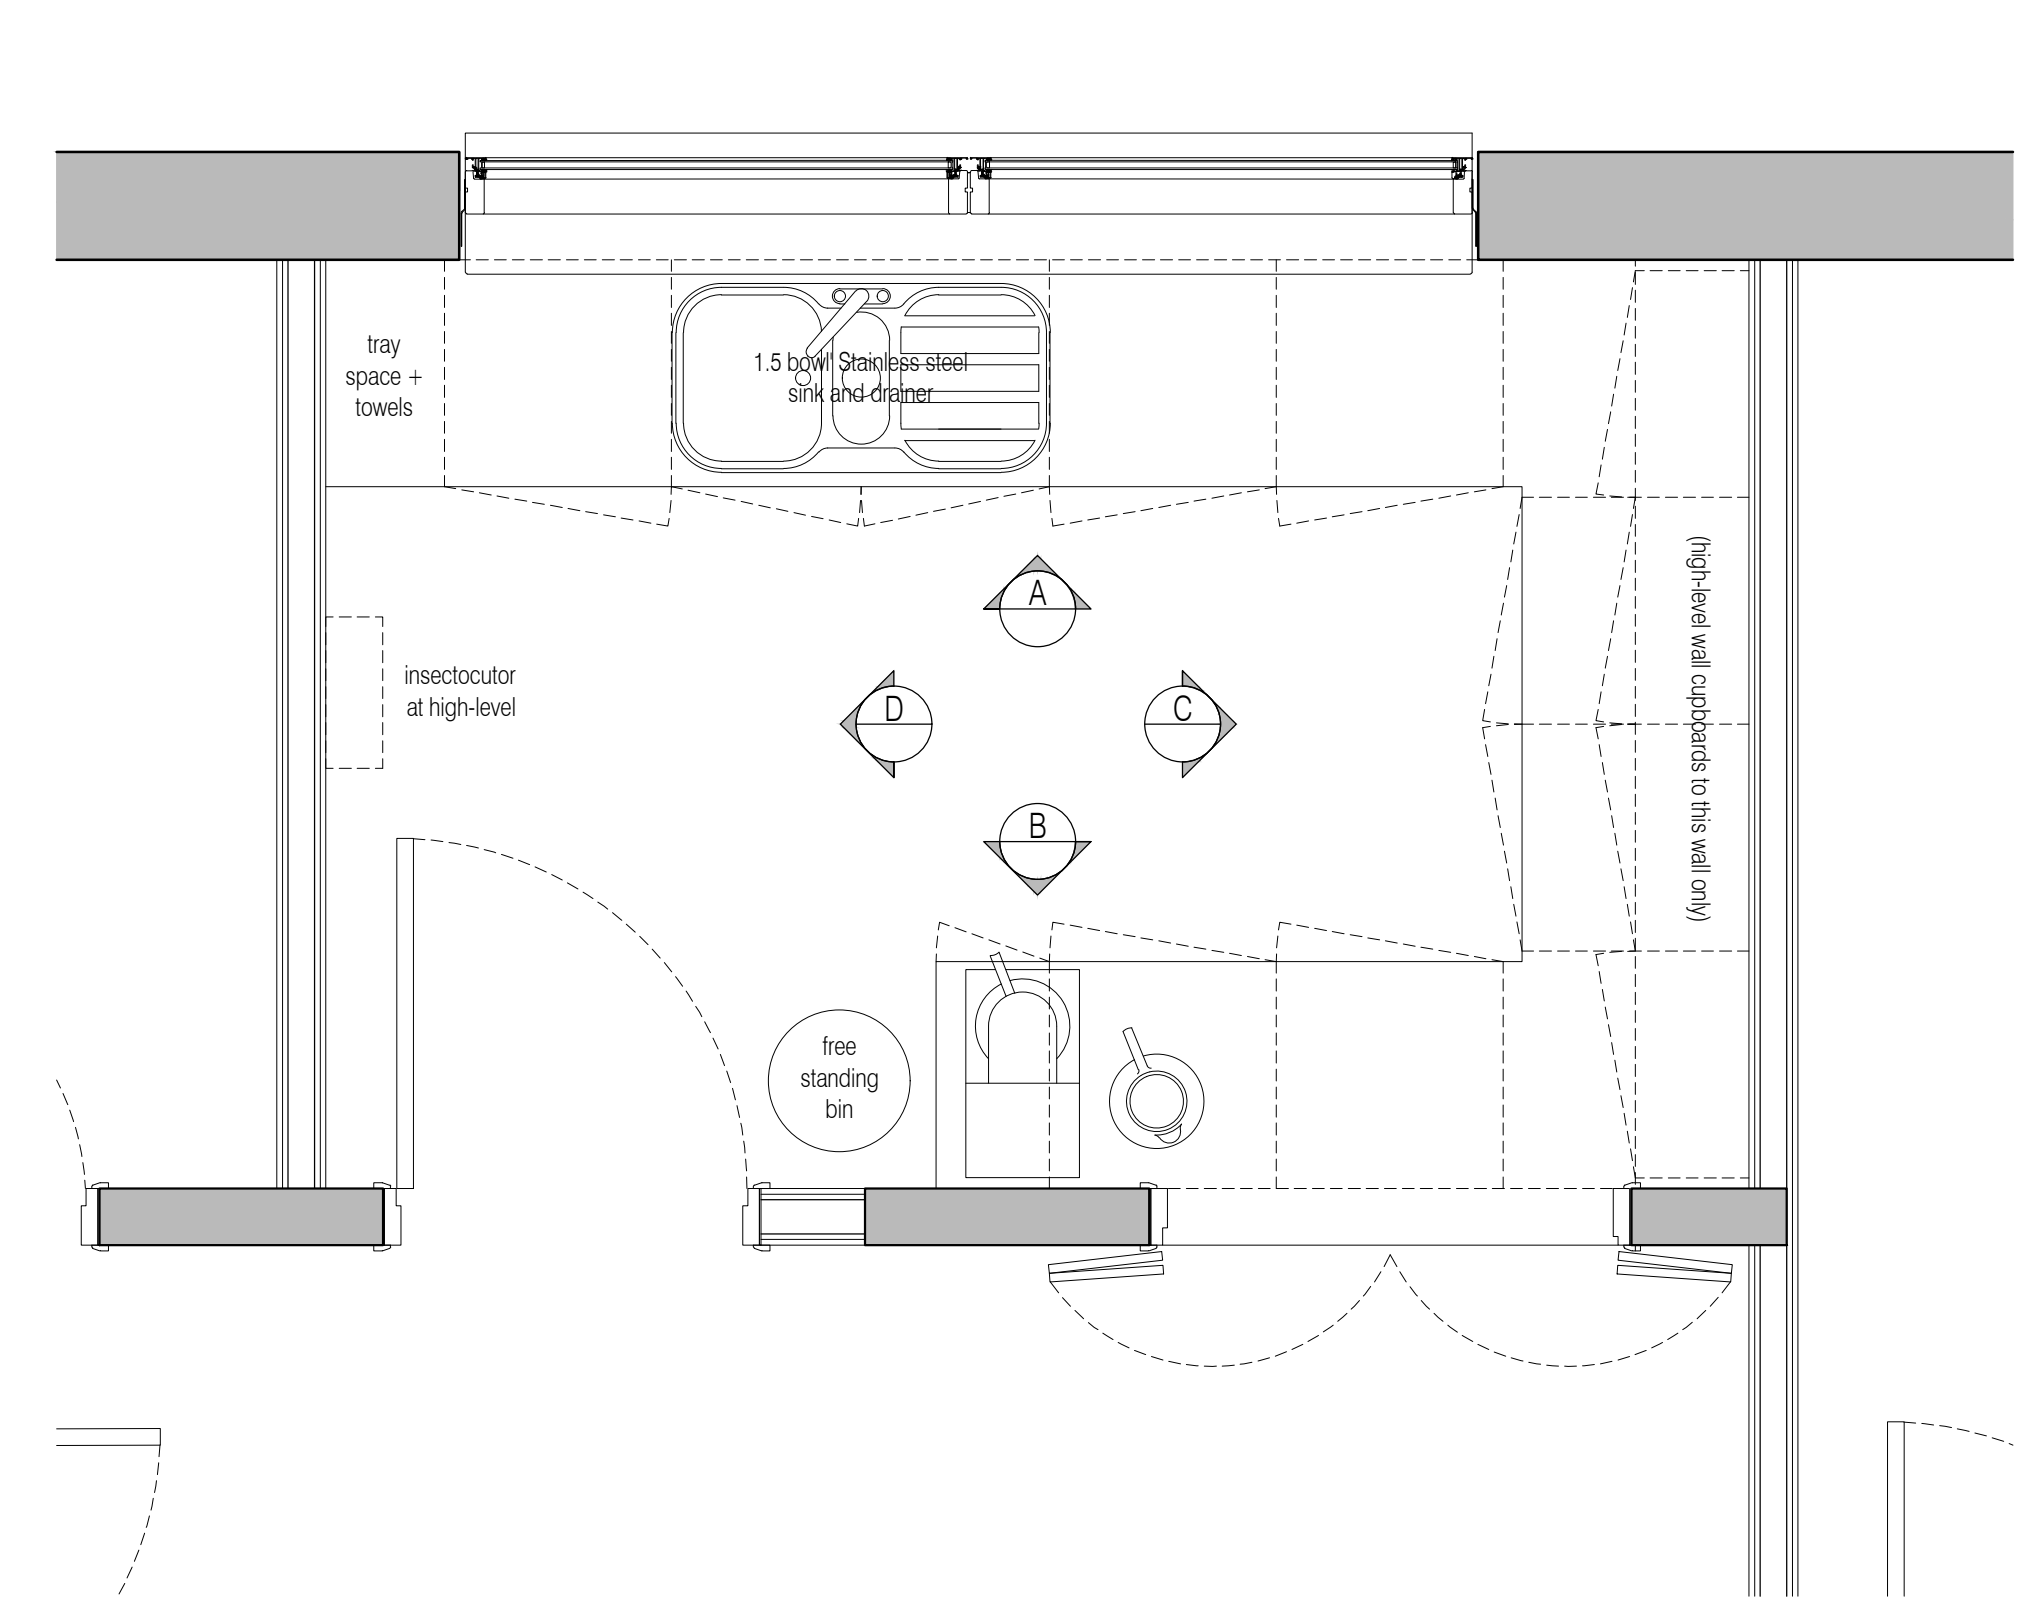 tray
space +
towels
1.5 bowl' Stainless steel
sink and drainer
(high-level wall cupboards to this wall only)
A
insectocutor
at high-level
D
C
B
free
standing
bin